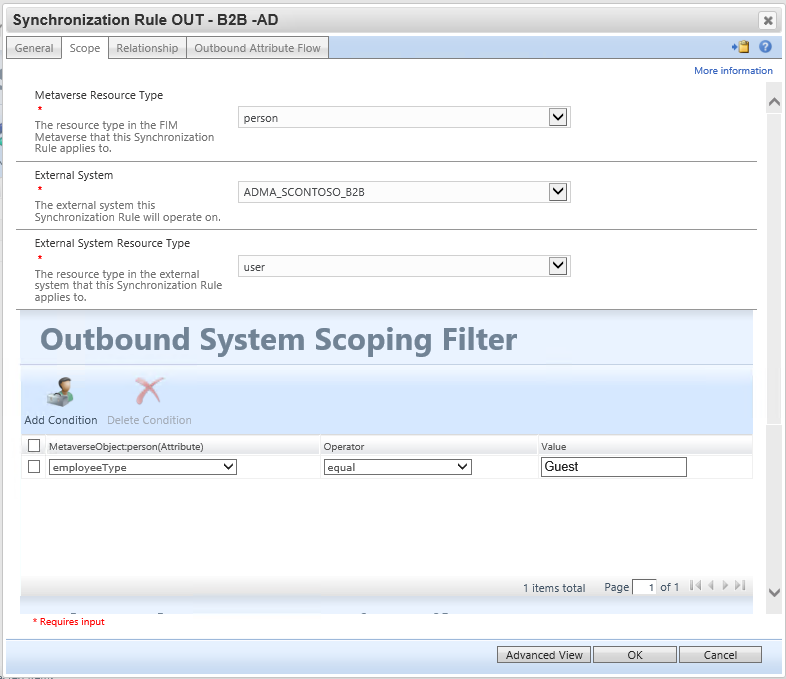 Synchronization Rule OUT - B2B -AD
General
Scope
Relationship
Outbound Attribute Flow
More information
Metaverse Resource Type
*
The resource type in the FIM
Metaverse that this Synchronization
Rule applies to.
person
External System
*
The external system this
Synchronization Rule will operate on.
ADMA_SCONTOSO_B2B
External System Resource Type
*
The resource type in the external
system that this Synchronization Rule
applies to.
user
Outbound System Scoping Filter
Add Condition
Delete Condition
MetaverseObject:person(Attribute)
Operator
Value
employeeType
equal
Guest
1 items total
Page 1 of 1
* Requires input
Advanced View
OK
Cancel